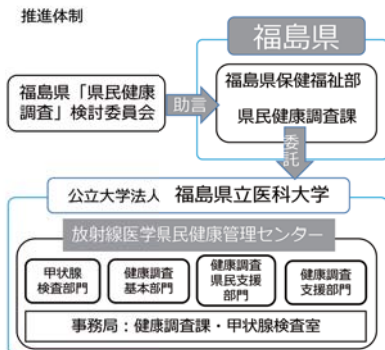 推進体制
福島県
福島県「県民健康
調査」検討委員会
助言
福島県保健福祉部
県民健康調査課
委託
公立大学法人 福島県立医科大学
放射線医学県民健康管理センター
甲状腺
検査部門
健康調査
基本部門
健康調査
県民支援
部門
健康調査
支援部門
事務局：健康調査課・甲状腺検査室